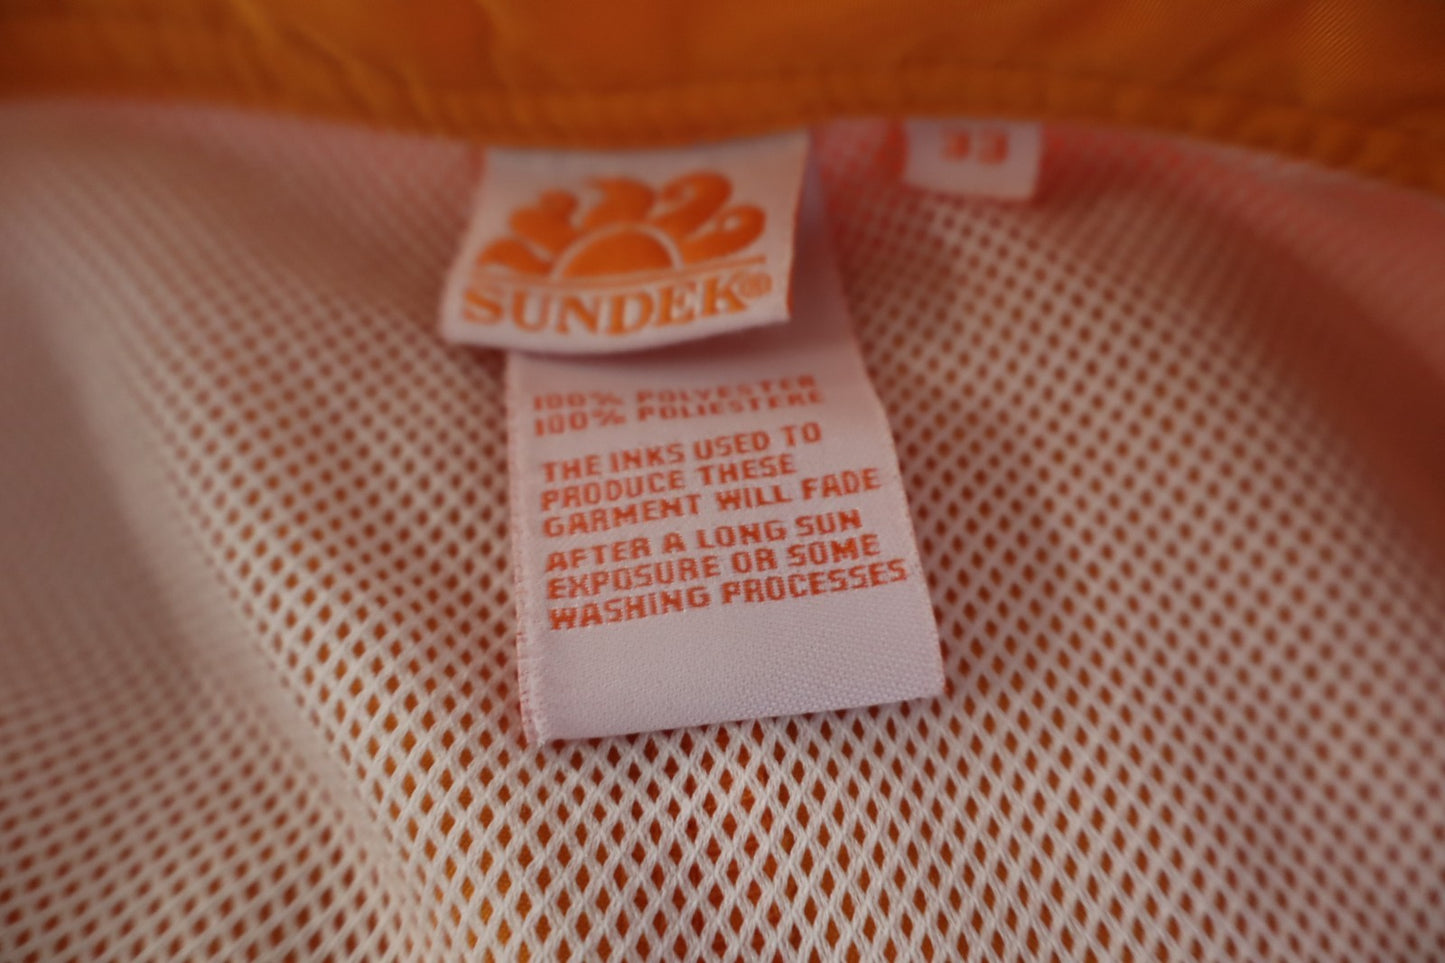 33
SUNDEK®
100% POLYESTER
100% POLIESTERE
THE INKS USED TO
PRODUCE THESE
GARMENT WILL FADE
AFTER A LONG SUN
EXPOSURE OR SOME
WASHING PROCESSES